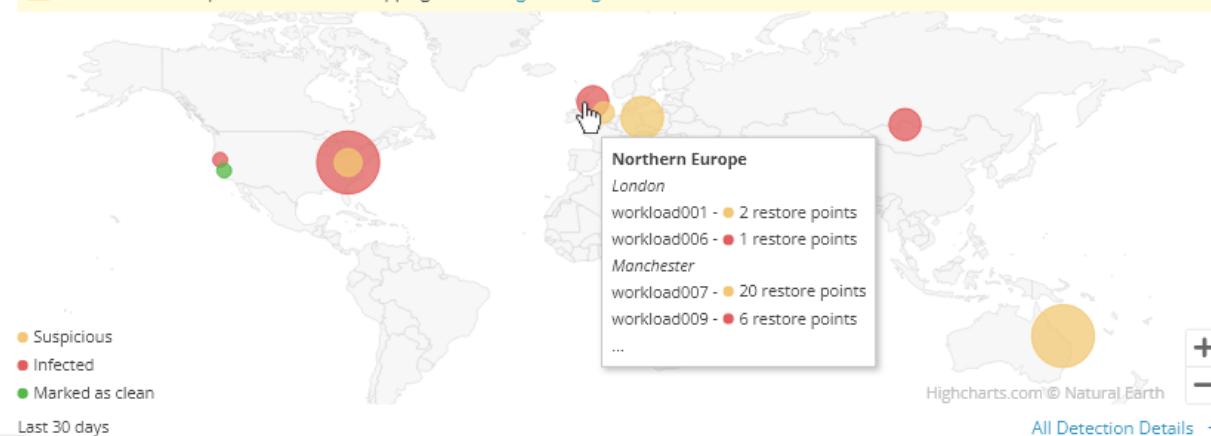 Northern Europe
London
workload001 - 2 restore points
workload006 - 1 restore points
Manchester
workload007 - 20 restore points
workload009 - 6 restore points
...
Suspicious
Infected
Marked as clean
Highcharts.com © Natural Earth
+
−
Last 30 days
All Detection Details